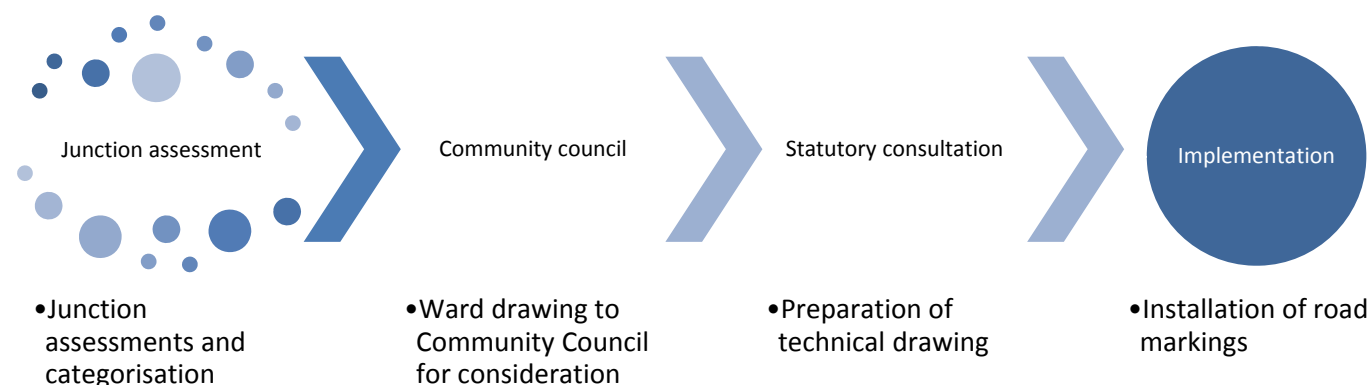 Junction assessment
Community council
Statutory consultation
Implementation
•Junction
assessments and
categorisation
•Ward drawing to
Community Council
for consideration
•Preparation of
technical drawing
•Installation of road
markings